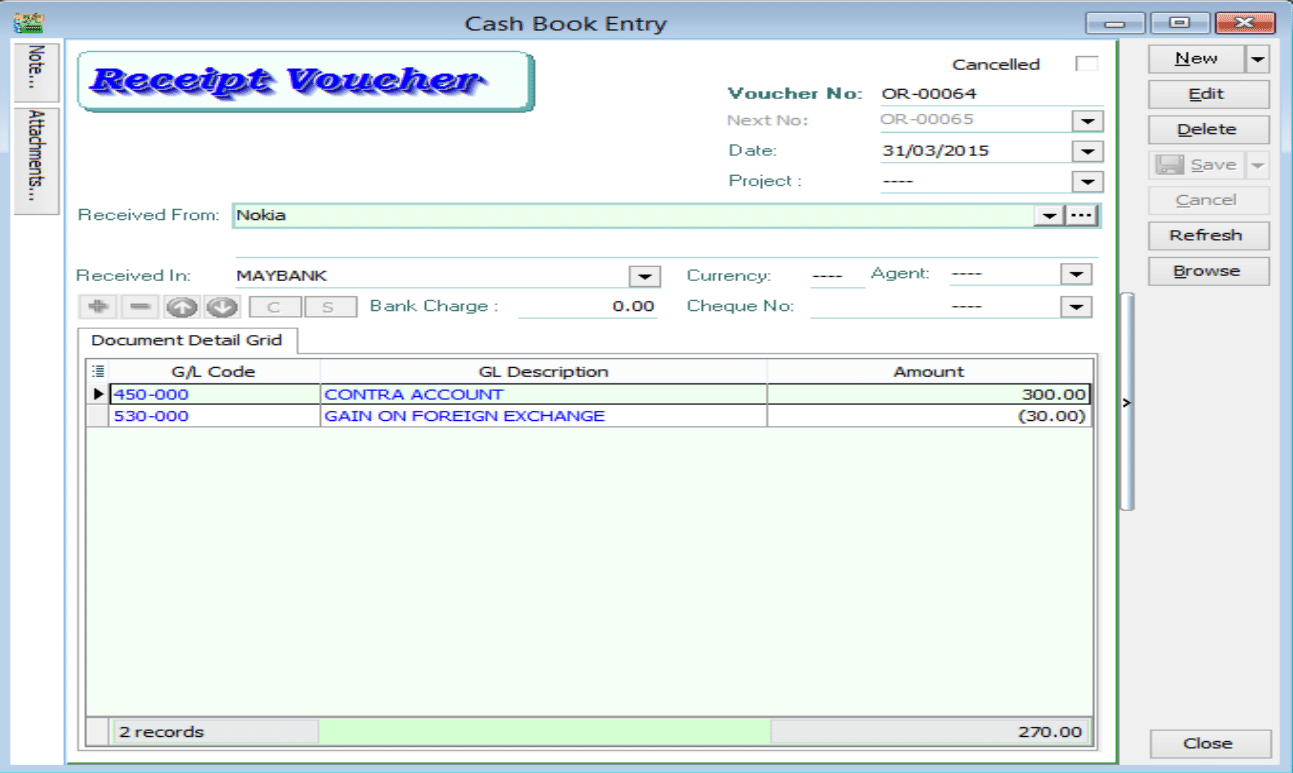 Cash Book Entry
Note...
Attachments...
Receipt Voucher
Cancelled
Voucher No: OR-00064
Next No: OR-00065
Date: 31/03/2015
Project : ----
Received From: Nokia
Received In: MAYBANK
Currency: ----
Agent: ----
C S
Bank Charge : 0.00
Cheque No: ----
Document Detail Grid
G/L Code GL Description Amount
450-000 CONTRA ACCOUNT 300.00
530-000 GAIN ON FOREIGN EXCHANGE (30.00)
2 records 270.00
New
Edit
Delete
Save
Cancel
Refresh
Browse
>
Close